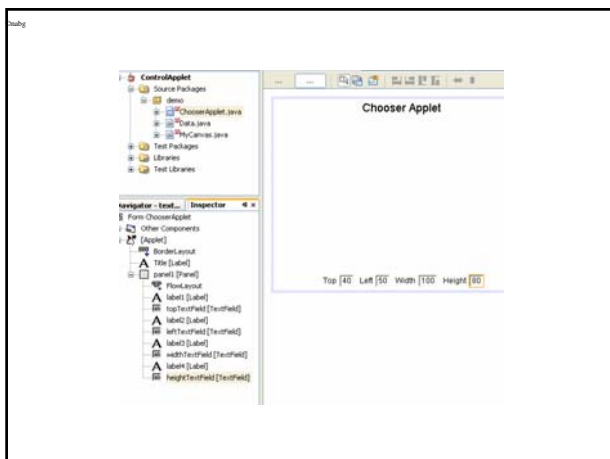 ControlApplet
Source Packages
demo
ChooserApplet.java
Data.java
MyCanvas.java
Test Packages
Libraries
Test Libraries
Navigator - text... Inspector
Form ChooserApplet
Other Components
[Applet]
BorderLayout
Title [Label]
panel1 [Panel]
FlowLayout
label1 [Label]
topTextField [TextField]
label2 [Label]
leftTextField [TextField]
label3 [Label]
widthTextField [TextField]
label4 [Label]
heightTextField [TextField]
... ...
Chooser Applet
Top 40 Left 50 Width 100 Height 80